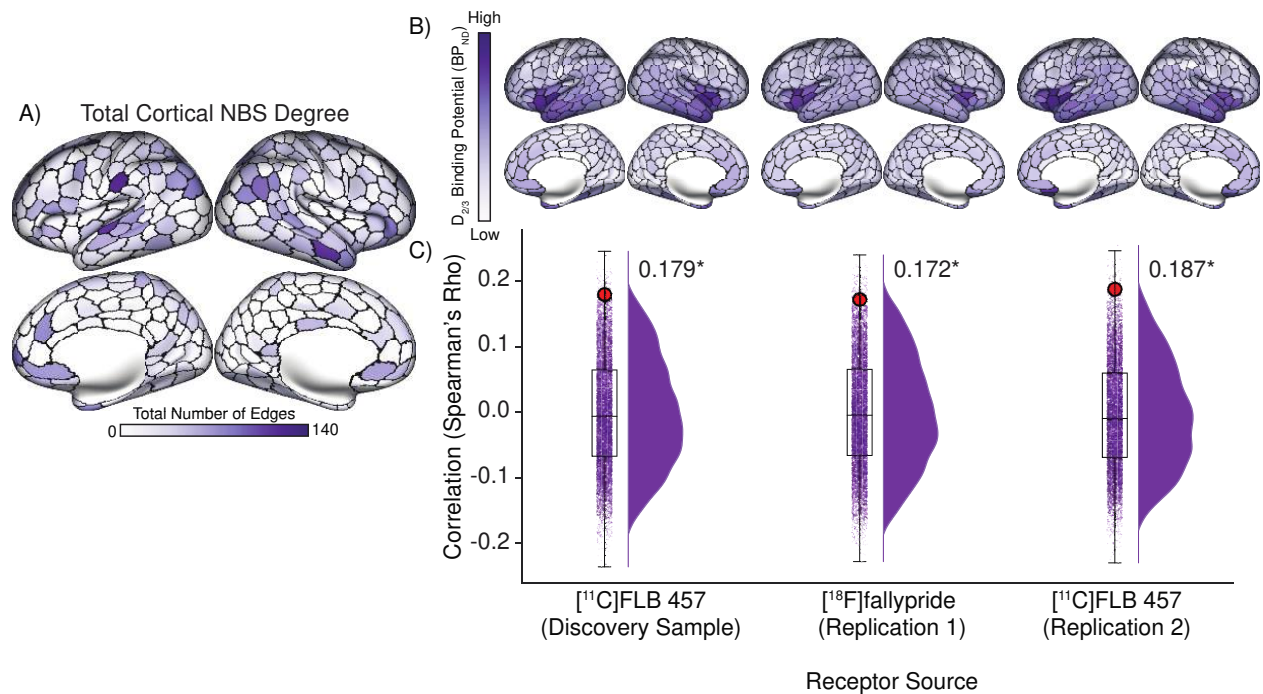 A)
Total Cortical NBS Degree
Total Number of Edges
0
140
B)
High
D2/3 Binding Potential (BPND)
Low
C)
Correlation (Spearman's Rho)
0.2
0.1
0.0
-0.1
-0.2
0.179*
0.172*
0.187*
[¹¹C]FLB 457
(Discovery Sample)
[¹⁸F]fallypride
(Replication 1)
[¹¹C]FLB 457
(Replication 2)
Receptor Source